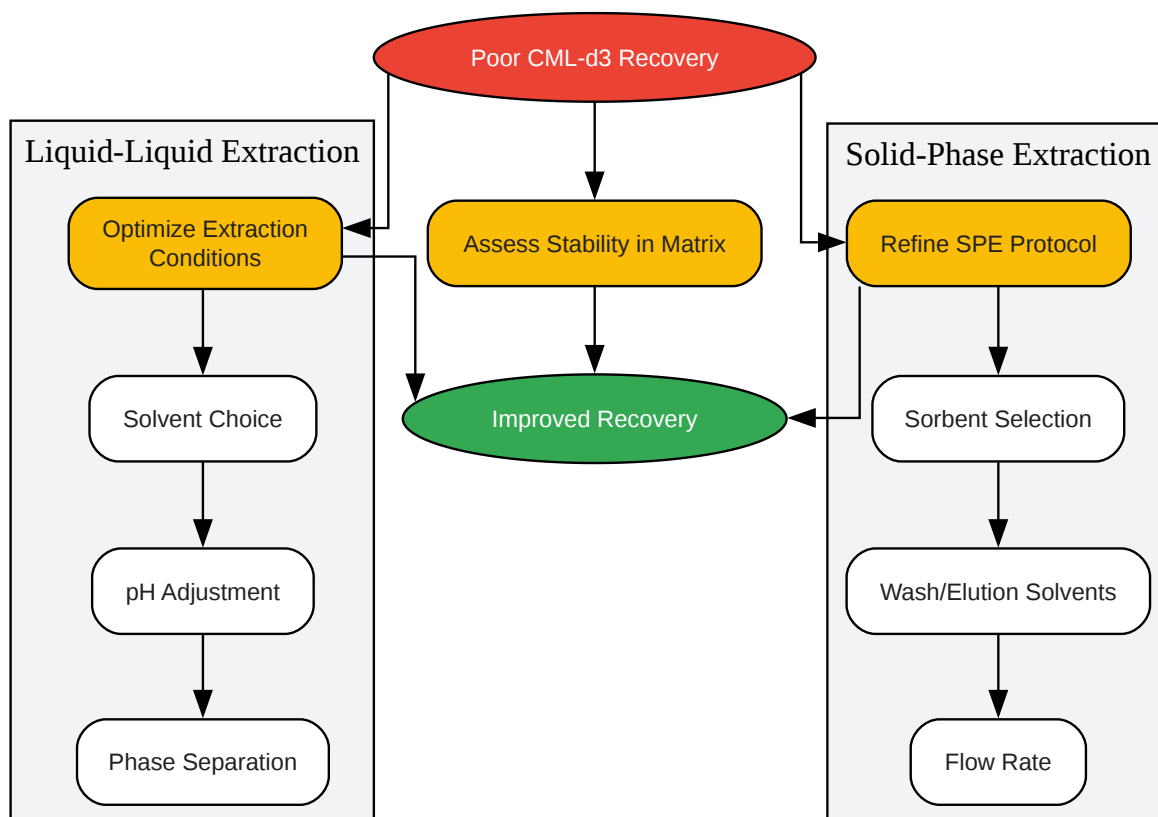 Poor CML-d3 Recovery
Liquid-Liquid Extraction
Solid-Phase Extraction
Optimize Extraction
Conditions
Assess Stability in Matrix
Refine SPE Protocol
Solvent Choice
Improved Recovery
Sorbent Selection
pH Adjustment
Wash/Elution Solvents
Phase Separation
Flow Rate